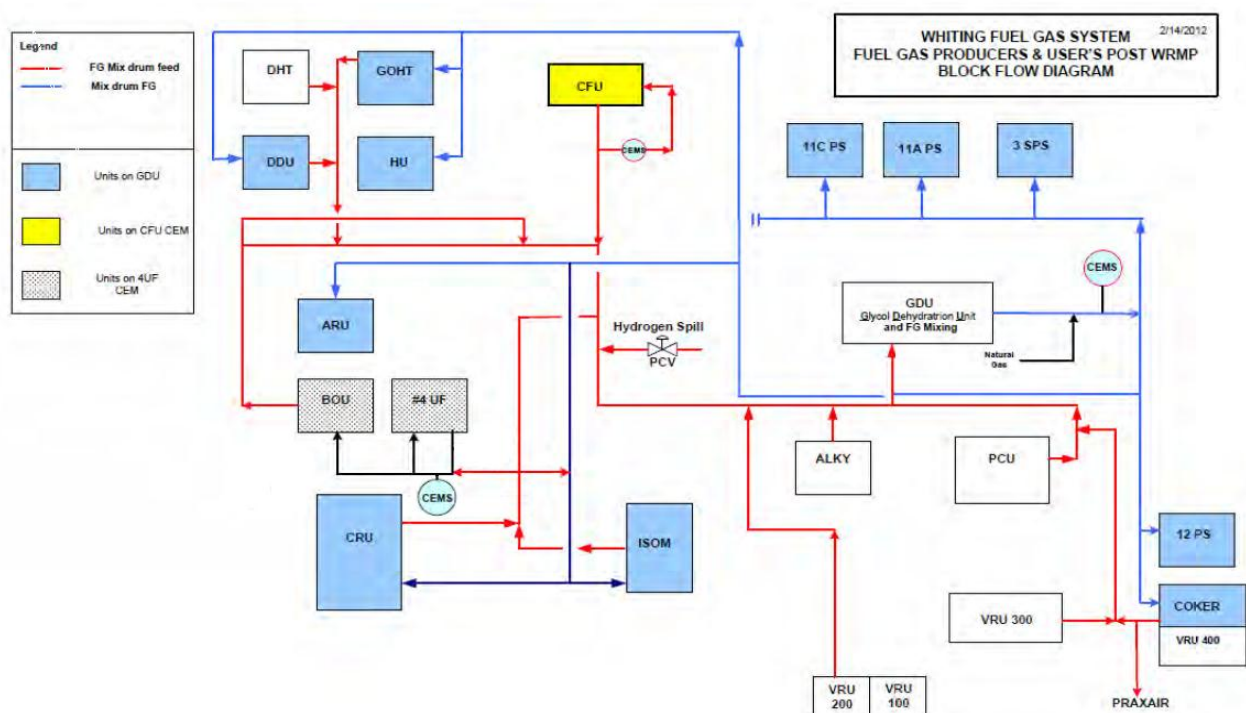 WHITING FUEL GAS SYSTEM
2/14/2012
FUEL GAS PRODUCERS & USER'S POST WRMP
BLOCK FLOW DIAGRAM
Legend
FG Mix drum feed
Mix drum FG
Units on GDU
Units on CFU CEM
Units on 4UF
CEM
DHT
GOHT
CFU
CEMS
DDU
HU
11C PS
11A PS
3 SPS
CEMS
GDU
Glycol Dehydratrion Unit
and FG Mixing
Natural
Gas
ARU
Hydrogen Spill
PCV
BOU
#4 UF
CEMS
ALKY
PCU
CRU
ISOM
12 PS
COKER
VRU 300
VRU 400
VRU
200
VRU
100
PRAXAIR